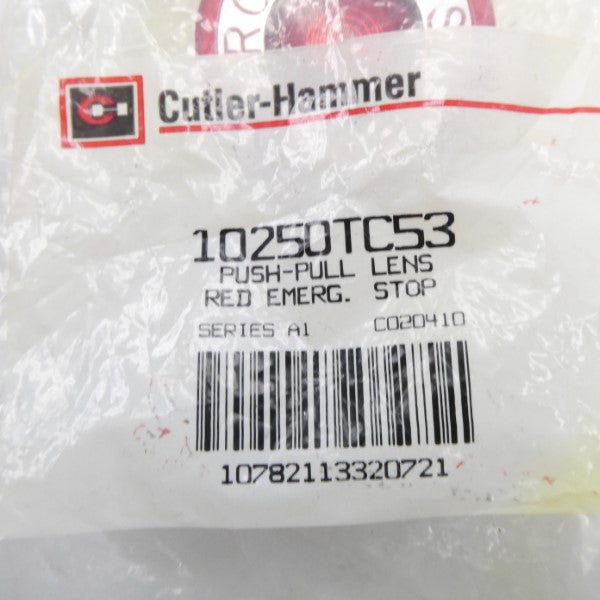 Cutler-Hammer
10250TC53
PUSH-PULL LENS
RED EMERG. STOP
SERIES A1 C020410
10782113320721